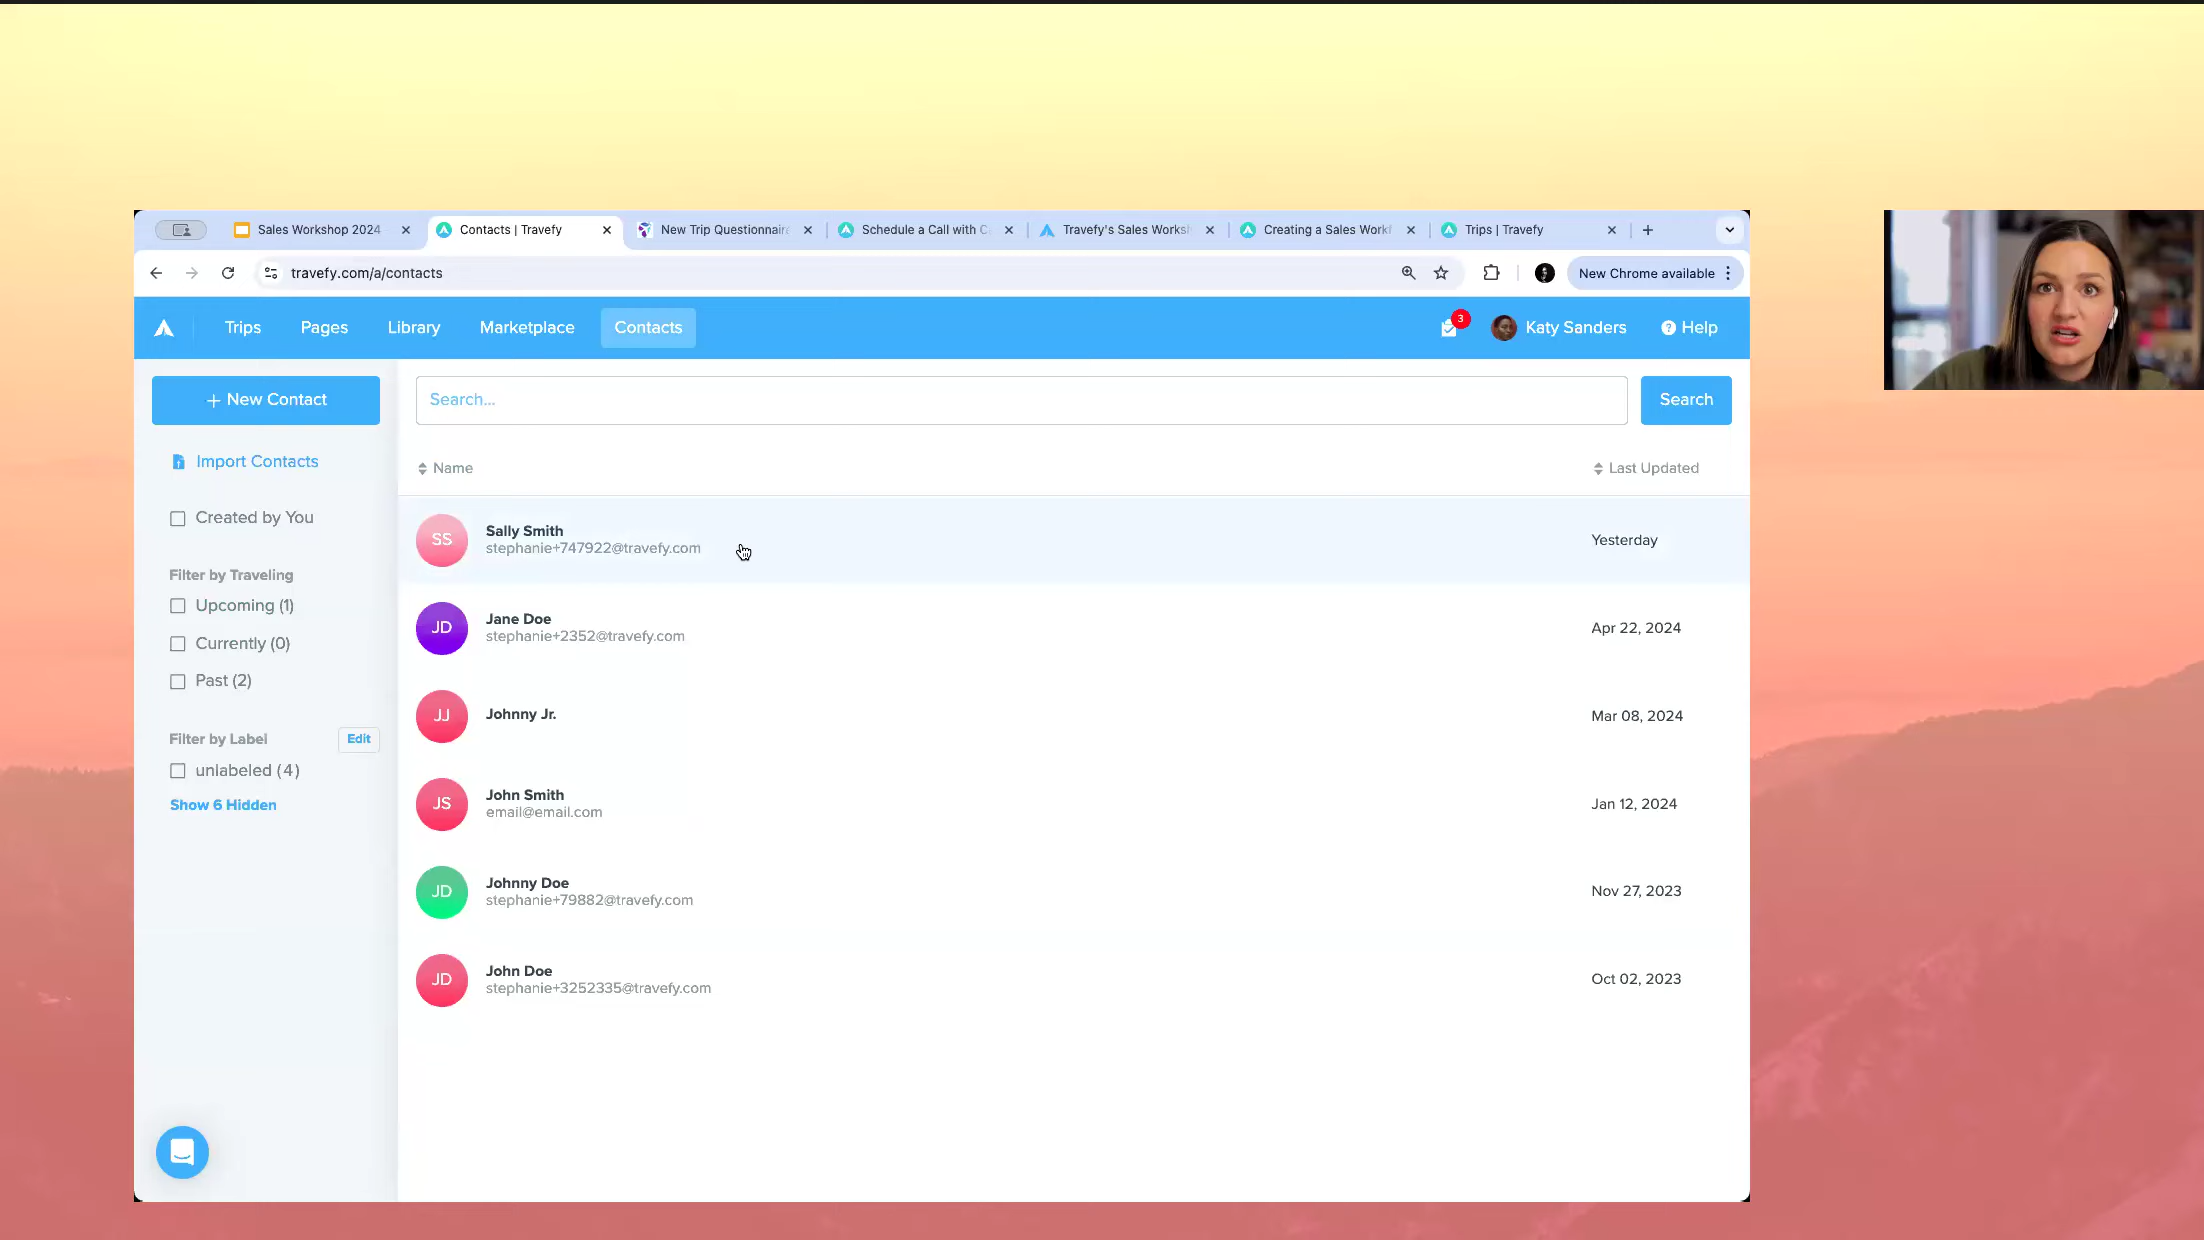 Sales Workshop 2024
Contacts | Travefy
New Trip Questionnaire
Schedule a Call with C
Travefy's Sales Worksh
Creating a Sales Workf
Trips | Travefy
travefy.com/a/contacts
New Chrome available
Trips
Pages
Library
Marketplace
Contacts
3
Katy Sanders
? Help
+ New Contact
Search...
Search
Import Contacts
Name
Last Updated
Created by You
SS
Sally Smith
stephanie+747922@travefy.com
Yesterday
Filter by Traveling
Upcoming (1)
Currently (0)
Past (2)
JD
Jane Doe
stephanie+2352@travefy.com
Apr 22, 2024
JJ
Johnny Jr.
Mar 08, 2024
Filter by Label
Edit
unlabeled (4)
Show 6 Hidden
JS
John Smith
email@email.com
Jan 12, 2024
JD
Johnny Doe
stephanie+79882@travefy.com
Nov 27, 2023
JD
John Doe
stephanie+3252335@travefy.com
Oct 02, 2023